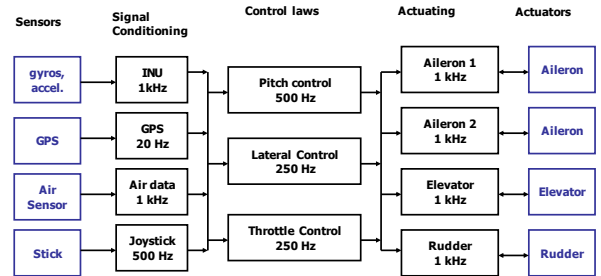 Sensors
Signal
Conditioning
Control laws
Actuating
Actuators
gyros,
accel.
INU
1kHz
Pitch control
500 Hz
Aileron 1
1 kHz
Aileron
GPS
GPS
20 Hz
Lateral Control
250 Hz
Aileron 2
1 kHz
Aileron
Air
Sensor
Air data
1 kHz
Elevator
1 kHz
Elevator
Stick
Joystick
500 Hz
Throttle Control
250 Hz
Rudder
1 kHz
Rudder